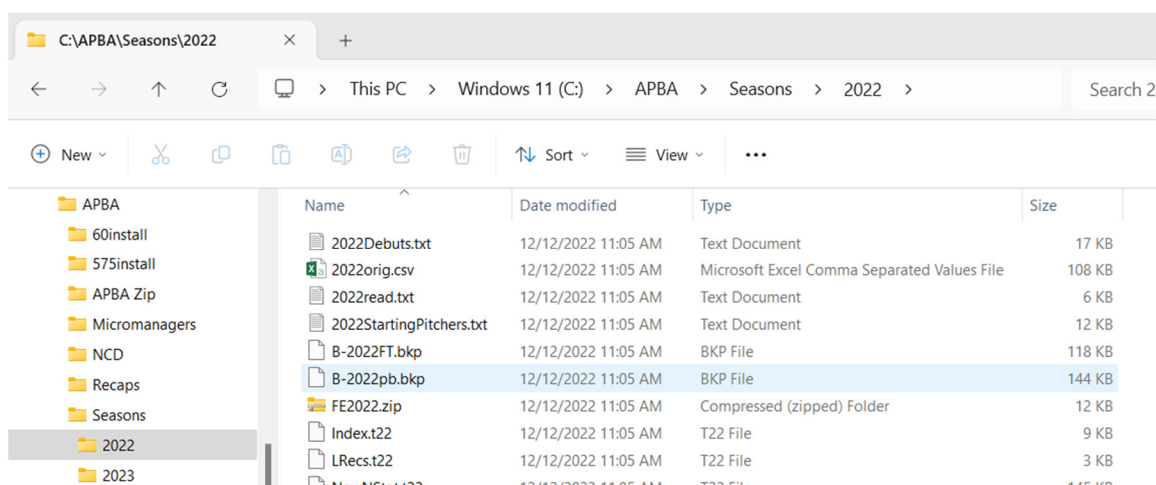 C:\APBA\Seasons\2022
This PC > Windows 11 (C:) > APBA > Seasons > 2022 >
Search 2
New
Sort
View
APBA
60install
575install
APBA Zip
Micromanagers
NCD
Recaps
Seasons
2022
2023
Name Date modified Type Size
2022Debuts.txt 12/12/2022 11:05 AM Text Document 17 KB
2022orig.csv 12/12/2022 11:05 AM Microsoft Excel Comma Separated Values File 108 KB
2022read.txt 12/12/2022 11:05 AM Text Document 6 KB
2022StartingPitchers.txt 12/12/2022 11:05 AM Text Document 12 KB
B-2022FT.bkp 12/12/2022 11:05 AM BKP File 118 KB
B-2022pb.bkp 12/12/2022 11:05 AM BKP File 144 KB
FE2022.zip 12/12/2022 11:05 AM Compressed (zipped) Folder 12 KB
Index.t22 12/12/2022 11:05 AM T22 File 9 KB
LRecs.t22 12/12/2022 11:05 AM T22 File 3 KB